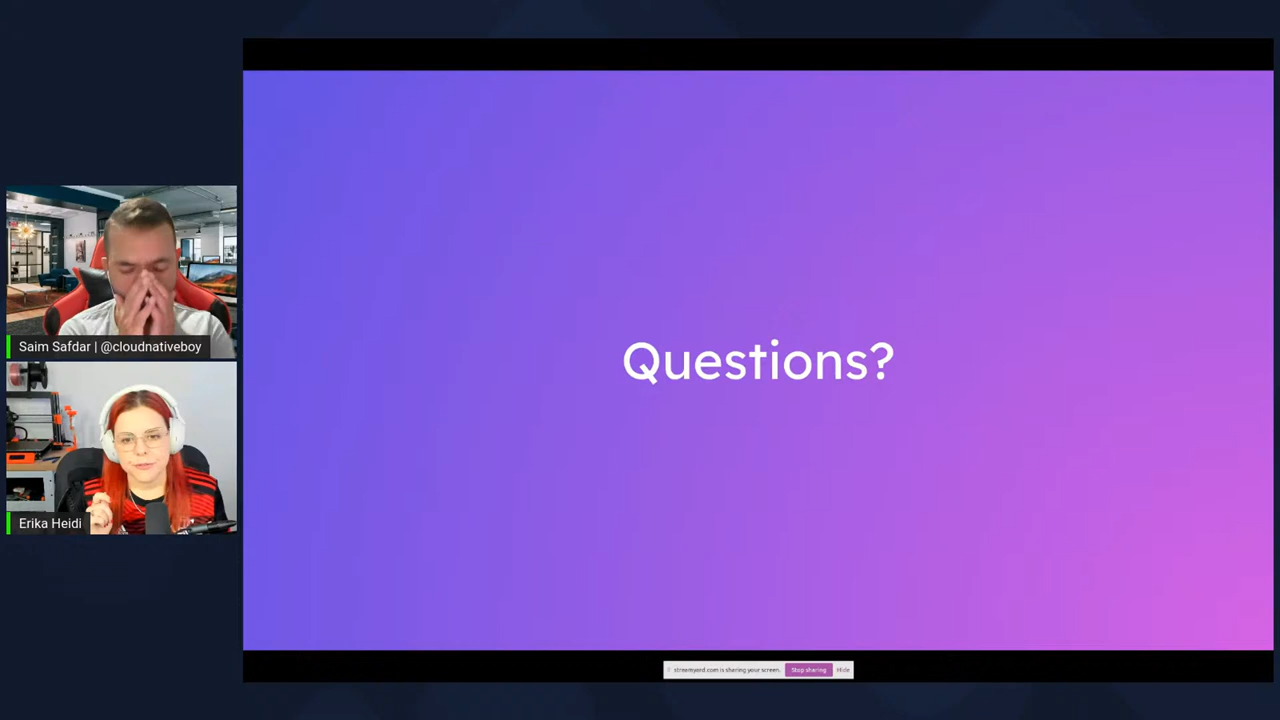 Saim Safdar | @cloudnativeboy
Erika Heidi
Questions?
streamyard.com is sharing your screen. Stop sharing Hide